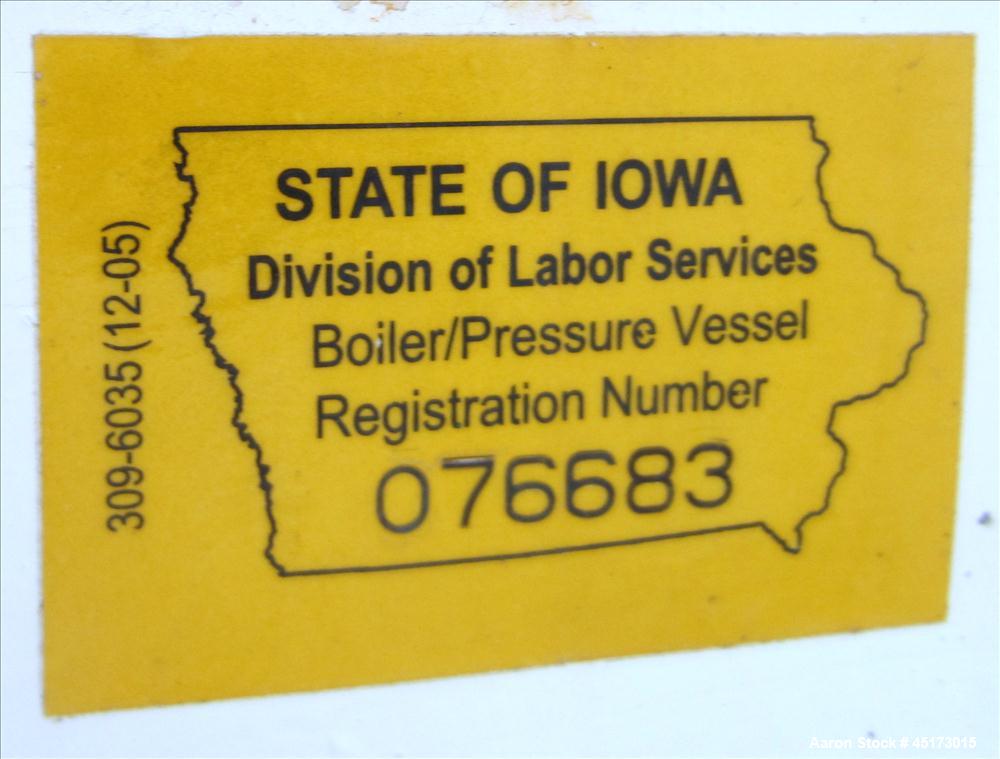 STATE OF IOWA
Division of Labor Services
Boiler/Pressure Vessel
Registration Number
076683
309-6035 (12-05)
Aaron Stock # 45173015